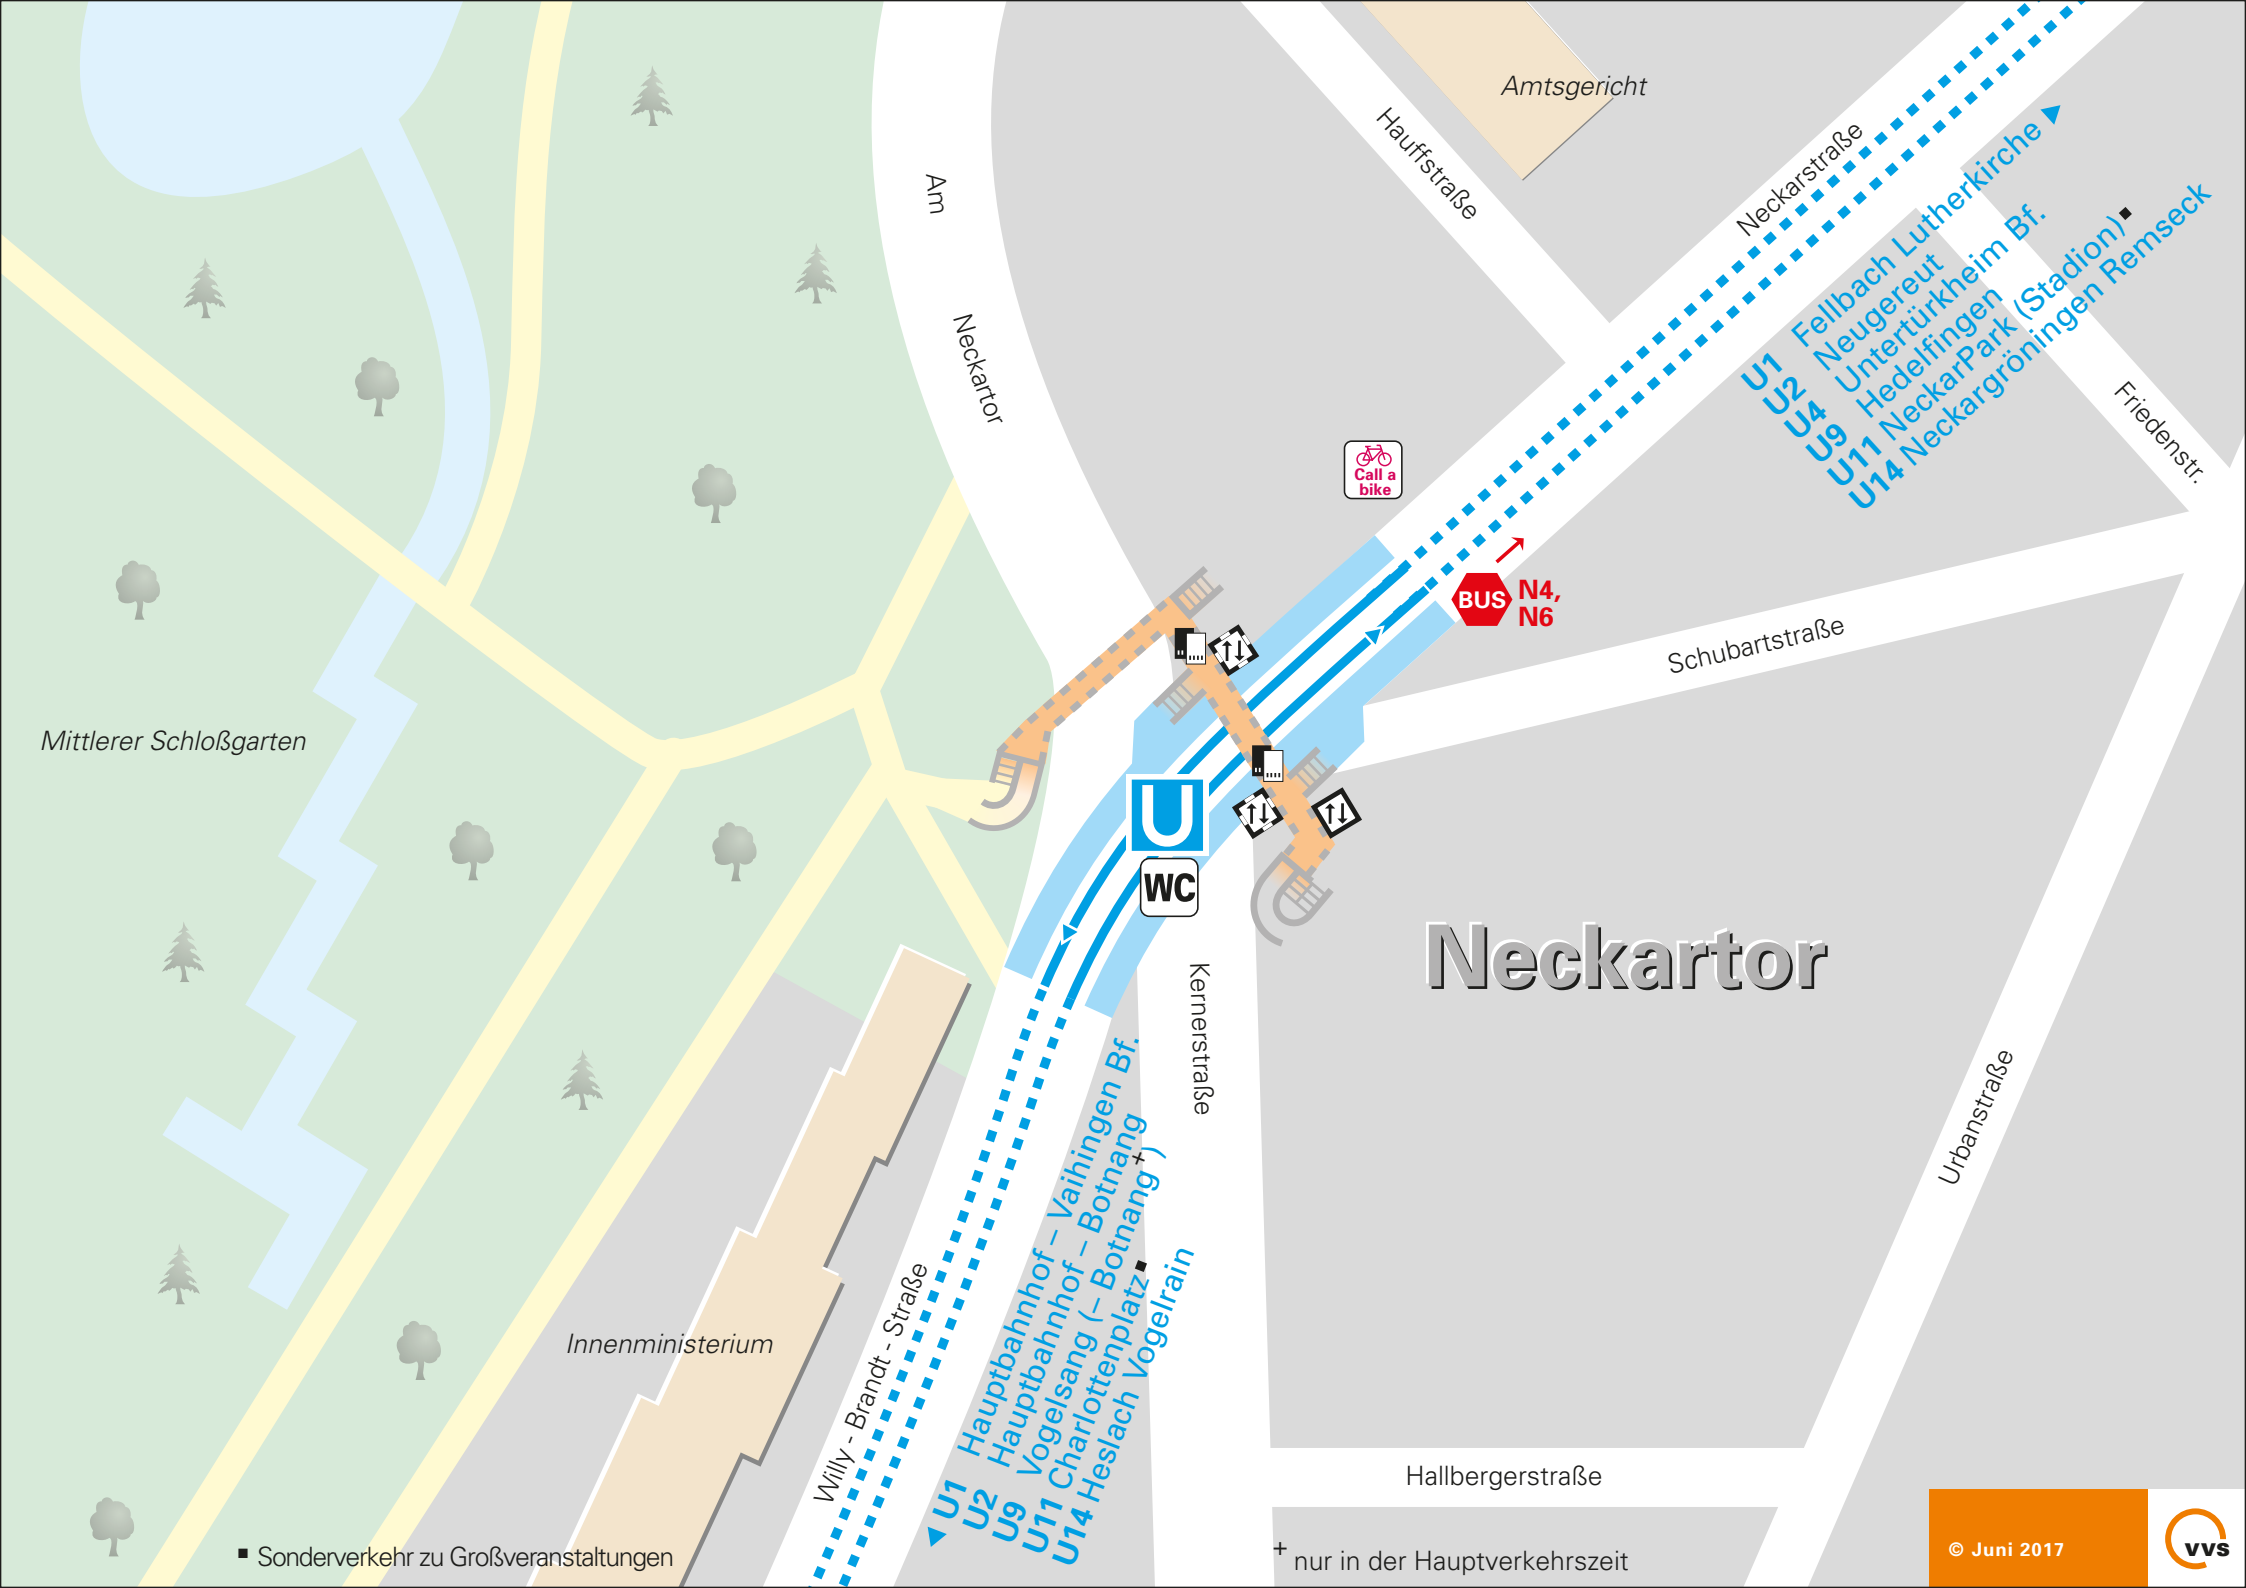 Amtsgericht
Hauffstraße
Neckarstraße
Am
Neckartor
U1 Fellbach Lutherkirche
U2 Neugereut
U4 Untertürkheim Bf.
U9 Hedelfingen
U11 NeckarPark (Stadion)▪
U14 Neckargröningen Remseck
Friedenstr.
Call a
bike
BUS
N4,
N6
Schubartstraße
Mittlerer Schloßgarten
U
WC
Neckartor
Kernerstraße
Urbanstraße
Innenministerium
Willy - Brandt - Straße
U1 Hauptbahnhof – Vaihingen Bf.
U2 Hauptbahnhof – Botnang
U9 Vogelsang (– Botnang+)
U11 Charlottenplatz▪
U14 Heslach Vogelrain
Hallbergerstraße
▪ Sonderverkehr zu Großveranstaltungen
+ nur in der Hauptverkehrszeit
© Juni 2017
vvs